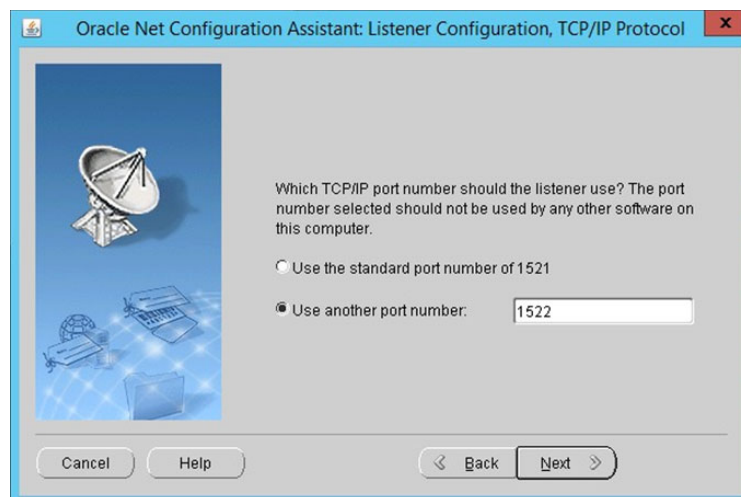 Oracle Net Configuration Assistant: Listener Configuration, TCP/IP Protocol
x
Which TCP/IP port number should the listener use? The port
number selected should not be used by any other software on
this computer.
Use the standard port number of 1521
Use another port number:
1522
Cancel
Help
Back
Next